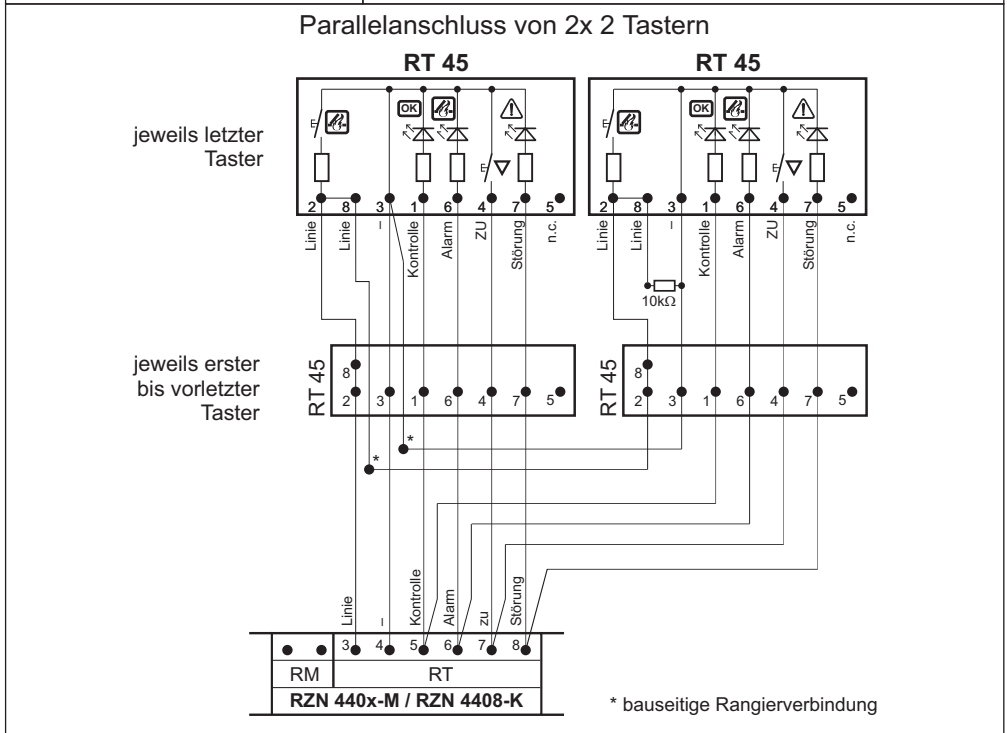 Parallelanschluss von 2x 2 Tastern
RT 45
RT 45
jeweils letzter
Taster
OK
OK
2 8 3 1 6 4 7 5
2 8 3 1 6 4 7 5
Linie
Linie
–
Kontrolle
Alarm
ZU
Störung
n.c.
Linie
Linie
–
Kontrolle
Alarm
ZU
Störung
n.c.
10kΩ
jeweils erster
bis vorletzter
Taster
RT 45
8
2 3 1 6 4 7 5
RT 45
8
2 3 1 6 4 7 5
*
*
Linie
–
Kontrolle
Alarm
zu
Störung
3 4 5 6 7 8
RM
RT
RZN 440x-M / RZN 4408-K
* bauseitige Rangierverbindung